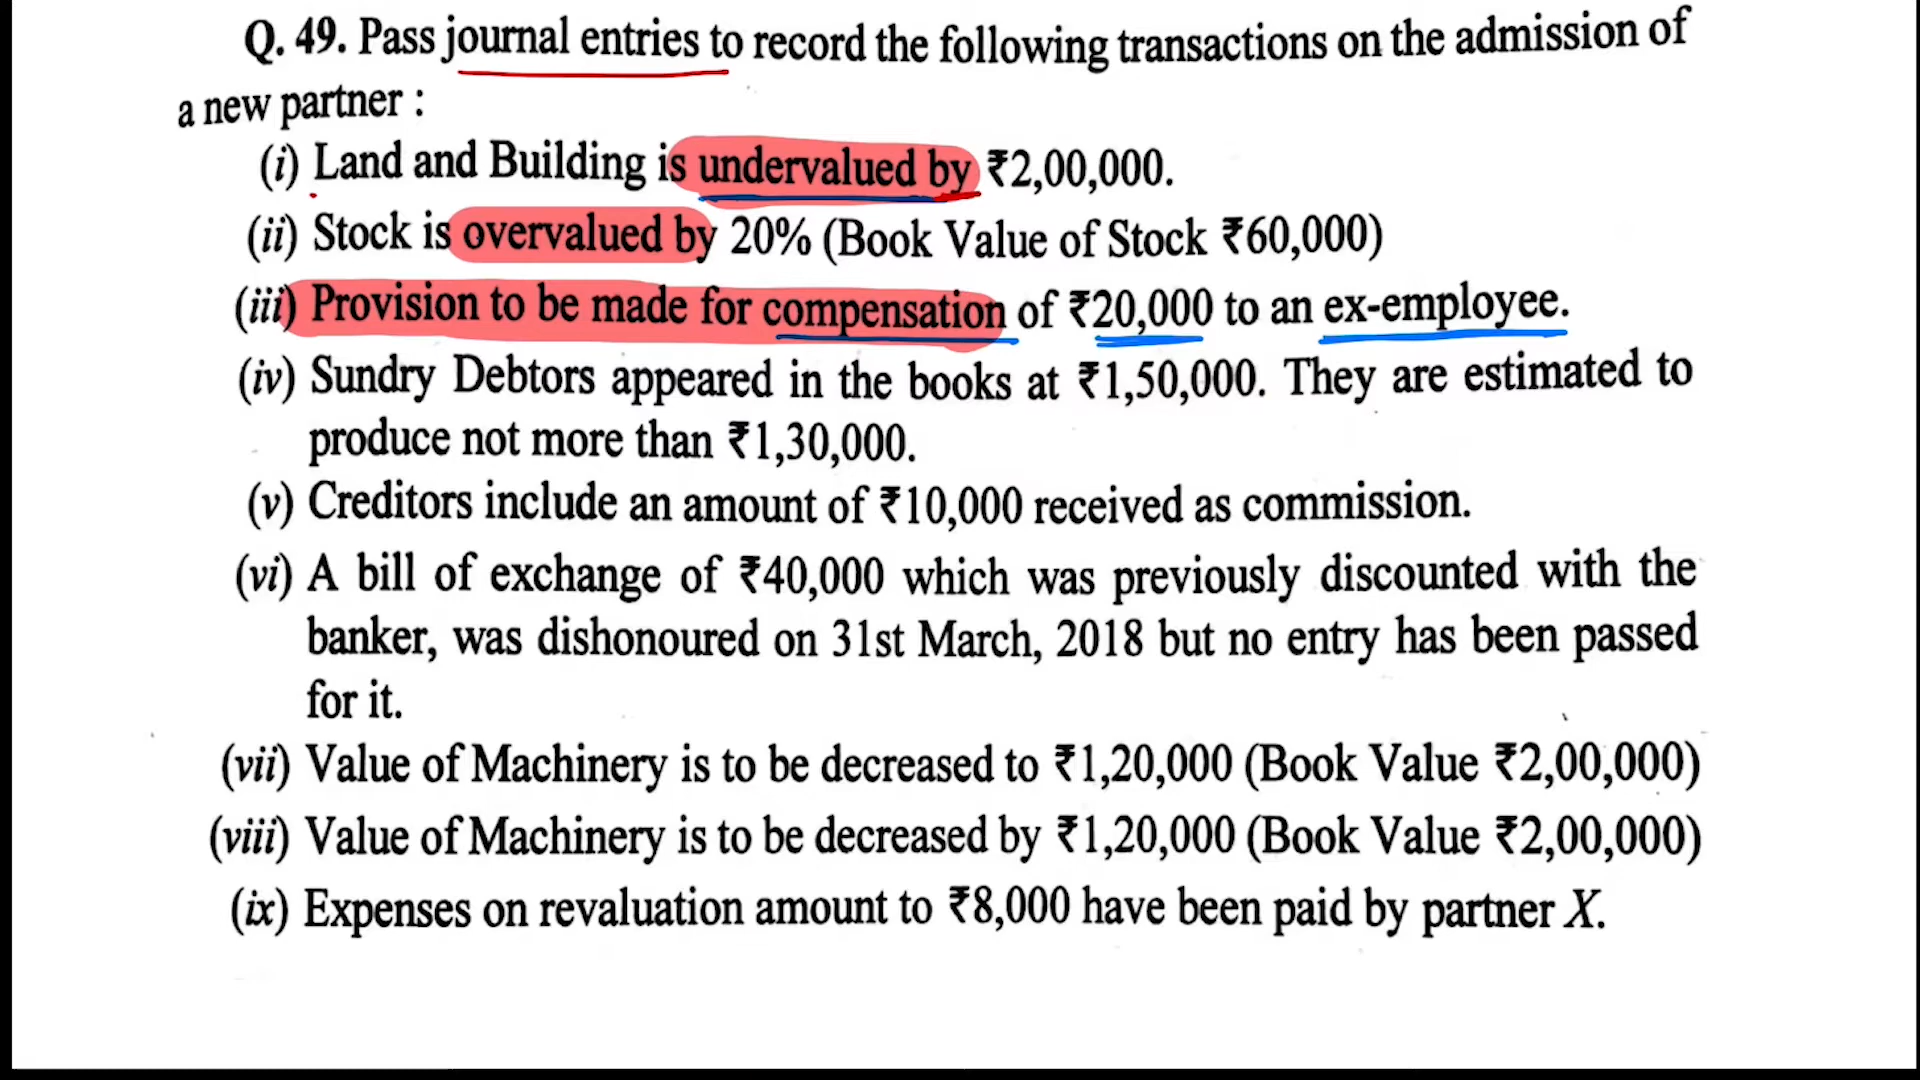 Q. 49. Pass journal entries to record the following transactions on the admission of
a new partner :
(i) Land and Building is undervalued by ₹2,00,000.
(ii) Stock is overvalued by 20% (Book Value of Stock ₹60,000)
(iii) Provision to be made for compensation of ₹20,000 to an ex-employee.
(iv) Sundry Debtors appeared in the books at ₹1,50,000. They are estimated to
produce not more than ₹1,30,000.
(v) Creditors include an amount of ₹10,000 received as commission.
(vi) A bill of exchange of ₹40,000 which was previously discounted with the
banker, was dishonoured on 31st March, 2018 but no entry has been passed
for it.
(vii) Value of Machinery is to be decreased to ₹1,20,000 (Book Value ₹2,00,000)
(viii) Value of Machinery is to be decreased by ₹1,20,000 (Book Value ₹2,00,000)
(ix) Expenses on revaluation amount to ₹8,000 have been paid by partner X.